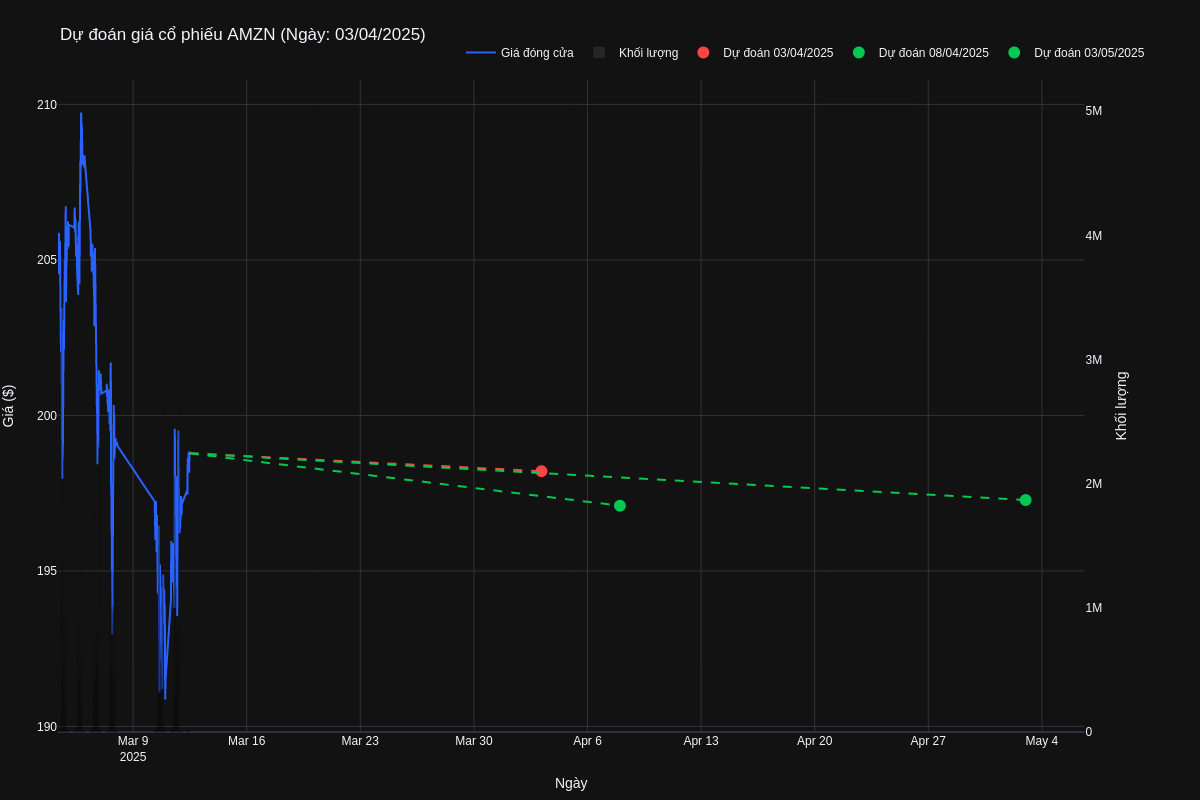 Dự đoán giá cổ phiếu AMZN (Ngày: 03/04/2025)
Giá đóng cửa
Khối lượng
Dự đoán 03/04/2025
Dự đoán 08/04/2025
Dự đoán 03/05/2025
210
205
200
195
190
Giá ($)
5M
4M
3M
2M
1M
0
Khối lượng
Mar 9
2025
Mar 16
Mar 23
Mar 30
Apr 6
Apr 13
Apr 20
Apr 27
May 4
Ngày